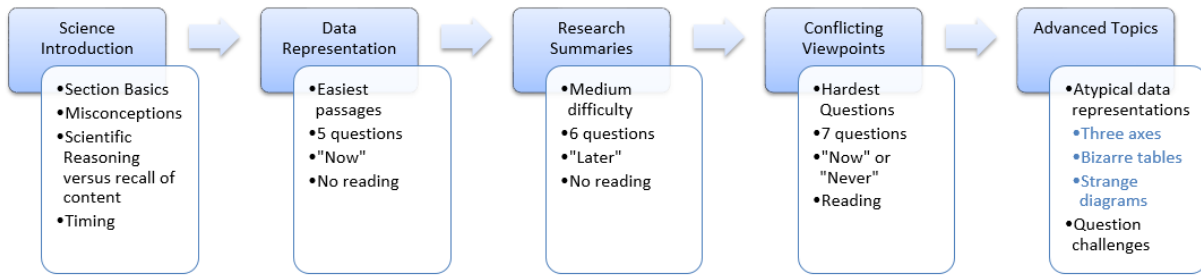 Science
Introduction
•Section Basics
•Misconceptions
•Scientific
Reasoning
versus recall of
content
•Timing
Data
Representation
•Easiest
passages
•5 questions
•"Now"
•No reading
Research
Summaries
•Medium
difficulty
•6 questions
•"Later"
•No reading
Conflicting
Viewpoints
•Hardest
Questions
•7 questions
•"Now" or
"Never"
•Reading
Advanced Topics
•Atypical data
representations
•Three axes
•Bizarre tables
•Strange
diagrams
•Question
challenges